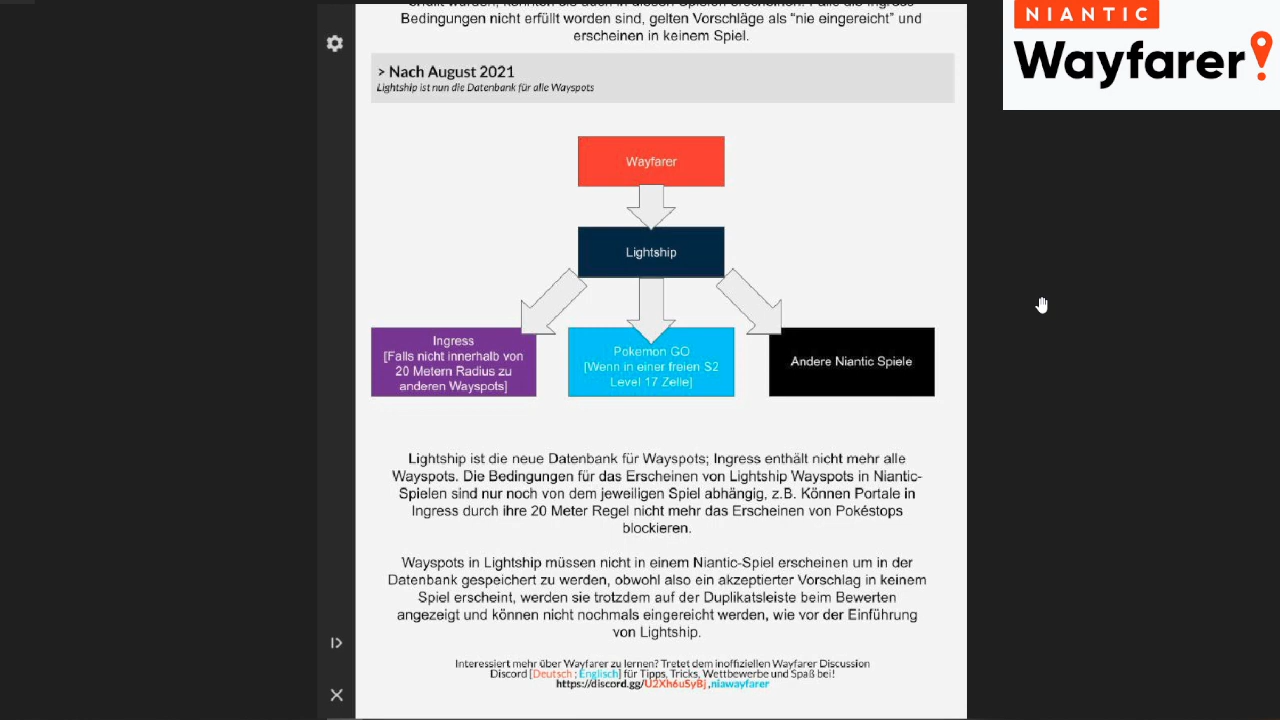 Bedingungen nicht erfüllt worden sind, gelten Vorschläge als “nie eingereicht” und
erscheinen in keinem Spiel.
> Nach August 2021
Lightship ist nun die Datenbank für alle Wayspots
Wayfarer
Lightship
Ingress
[Falls nicht innerhalb von
20 Metern Radius zu
anderen Wayspots]
Pokemon GO
[Wenn in einer freien S2
Level 17 Zelle]
Andere Niantic Spiele
Lightship ist die neue Datenbank für Wayspots; Ingress enthält nicht mehr alle
Wayspots. Die Bedingungen für das Erscheinen von Lightship Wayspots in Niantic-
Spielen sind nur noch von dem jeweiligen Spiel abhängig, z.B. Können Portale in
Ingress durch ihre 20 Meter Regel nicht mehr das Erscheinen von Pokéstops
blockieren.
Wayspots in Lightship müssen nicht in einem Niantic-Spiel erscheinen um in der
Datenbank gespeichert zu werden, obwohl also ein akzeptierter Vorschlag in keinem
Spiel erscheint, werden sie trotzdem auf der Duplikatsleiste beim Bewerten
angezeigt und können nicht nochmals eingereicht werden, wie vor der Einführung
von Lightship.
Interessiert mehr über Wayfarer zu lernen? Tretet dem inoffiziellen Wayfarer Discussion
Discord [Deutsch ; Englisch] für Tipps, Tricks, Wettbewerbe und Spaß bei!
https://discord.gg/U2Xh6uSyBj ,niawayfarer
NIANTIC
Wayfarer!